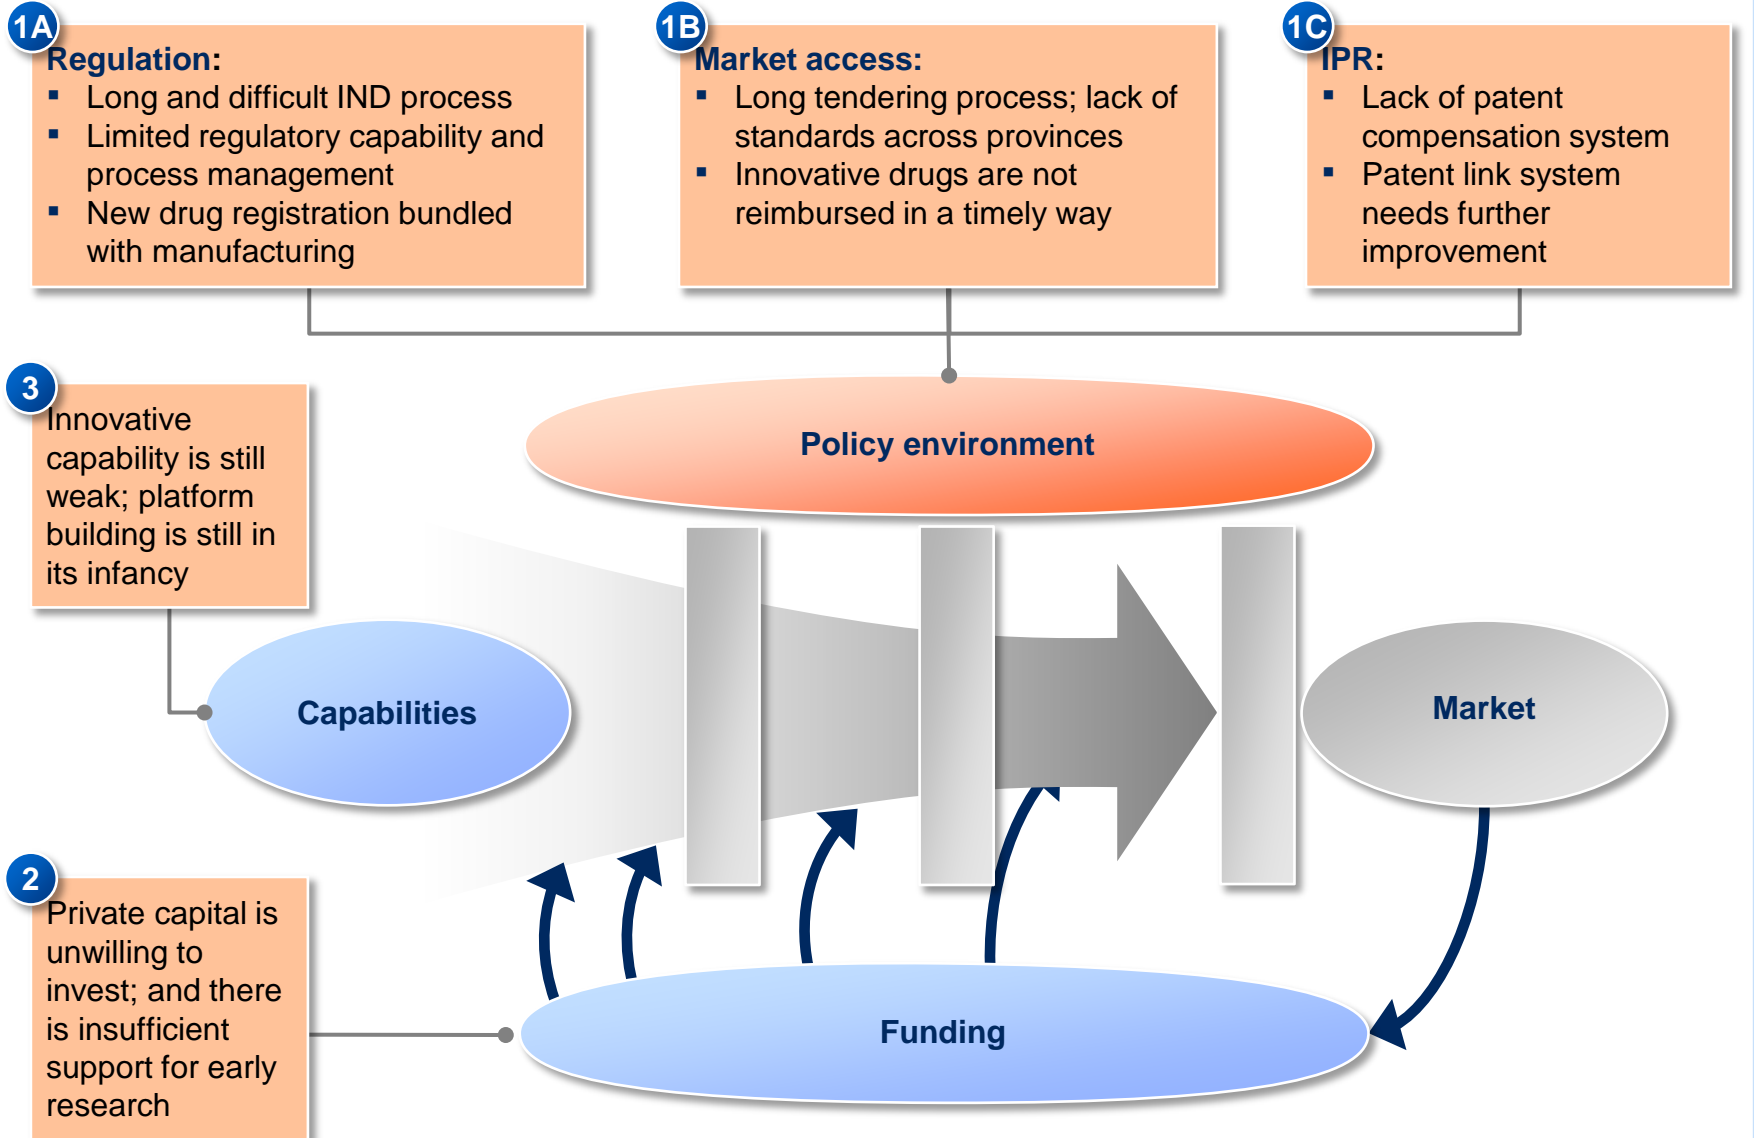 1A
Regulation:
▪ Long and difficult IND process
▪ Limited regulatory capability and
process management
▪ New drug registration bundled
with manufacturing
1B
Market access:
▪ Long tendering process; lack of
standards across provinces
▪ Innovative drugs are not
reimbursed in a timely way
1C
IPR:
▪ Lack of patent
compensation system
▪ Patent link system
needs further
improvement
Policy environment
3
Innovative
capability is still
weak; platform
building is still in
its infancy
Capabilities
Market
2
Private capital is
unwilling to
invest; and there
is insufficient
support for early
research
Funding